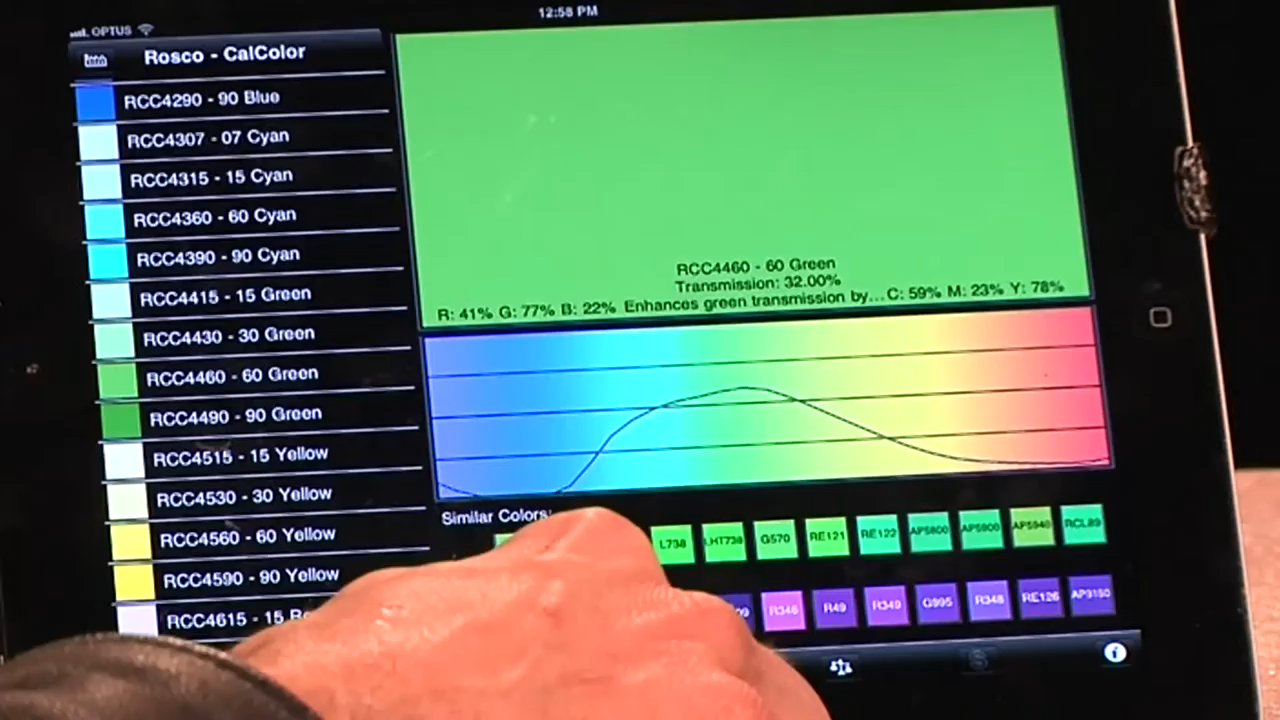 OPTUS
12:58 PM
Rosco - CalColor
RCC4290 - 90 Blue
RCC4307 - 07 Cyan
RCC4315 - 15 Cyan
RCC4360 - 60 Cyan
RCC4390 - 90 Cyan
RCC4415 - 15 Green
RCC4430 - 30 Green
RCC4460 - 60 Green
RCC4490 - 90 Green
RCC4515 - 15 Yellow
RCC4530 - 30 Yellow
RCC4560 - 60 Yellow
RCC4590 - 90 Yellow
RCC4615 - 15
RCC4460 - 60 Green
Transmission: 32.00%
R: 41% G: 77% B: 22% Enhances green transmission by... C: 59% M: 23% Y: 78%
Similar Colors:
L738 LHT738 G570 RE121 RE122 AP5800 AP5900 AP5940 RCL89
R346 R49 R349 G995 R348 RE126 AP3150